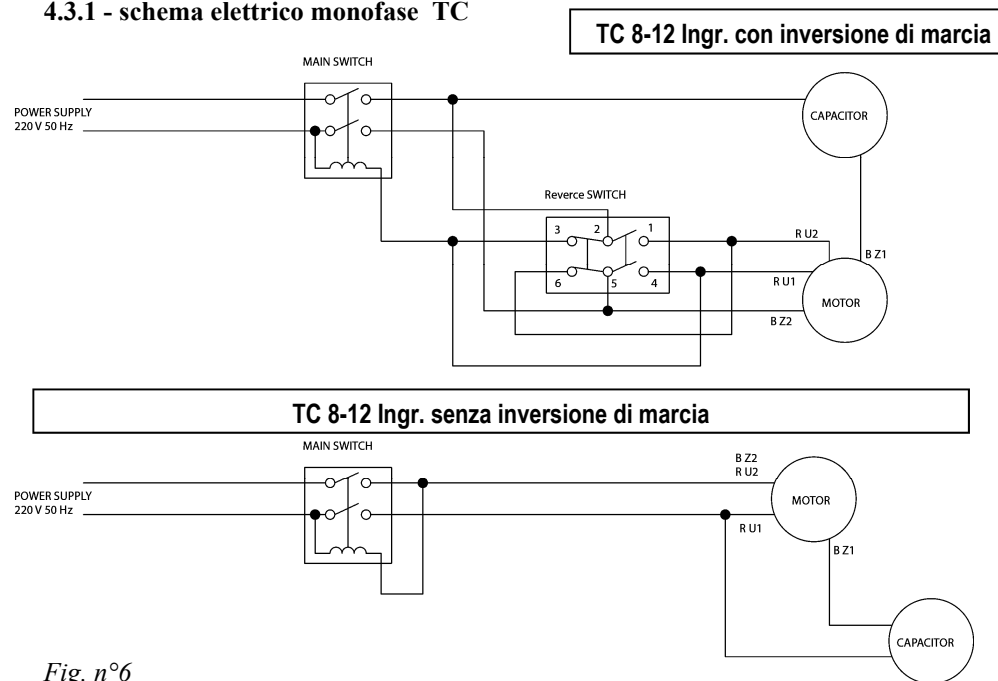 4.3.1 - schema elettrico monofase TC
TC 8-12 Ingr. con inversione di marcia
MAIN SWITCH
POWER SUPPLY
220 V 50 Hz
CAPACITOR
Reverce SWITCH
3 2 1
6 5 4
R U2
B Z1
R U1
MOTOR
B Z2
TC 8-12 Ingr. senza inversione di marcia
MAIN SWITCH
POWER SUPPLY
220 V 50 Hz
B Z2
R U2
MOTOR
R U1
B Z1
CAPACITOR
Fig. n°6